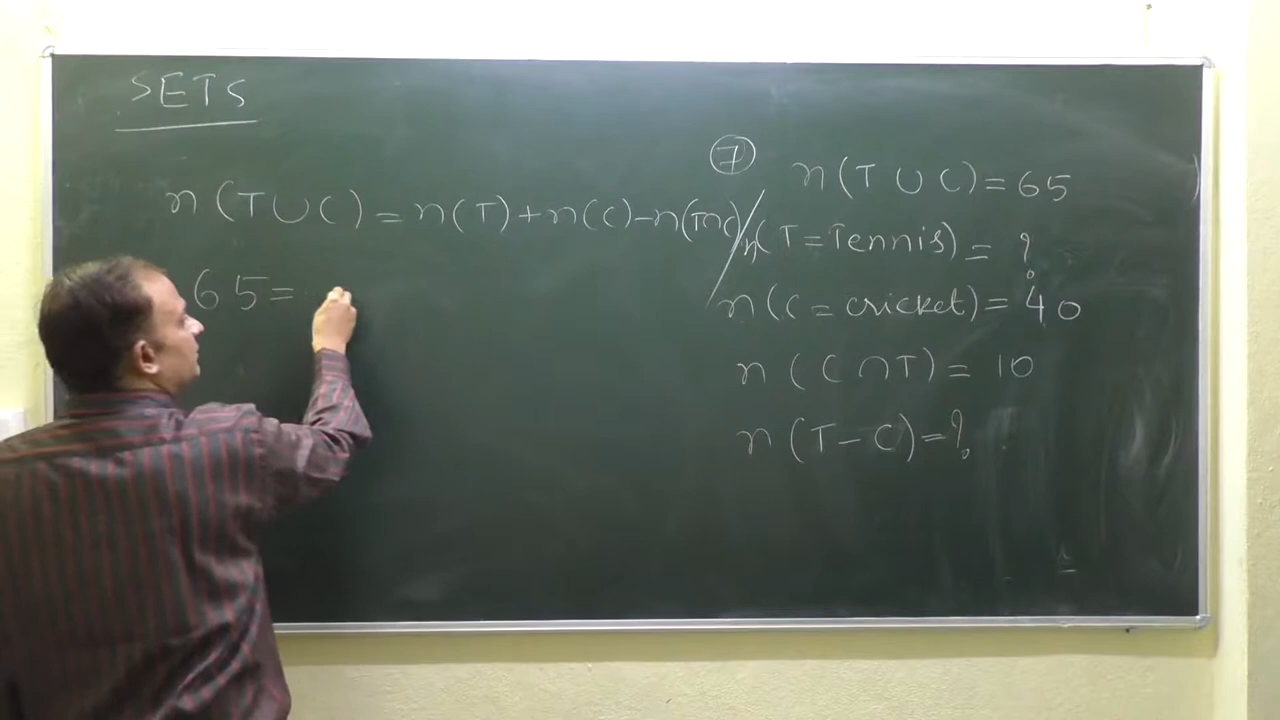 SETS
n(T∪C)=n(T)+n(C)-n(T∩C)
65=
7
n(T∪C)=65
n(T=Tennis)=?
n(C=cricket)=40
n(C∩T)=10
n(T-C)=?